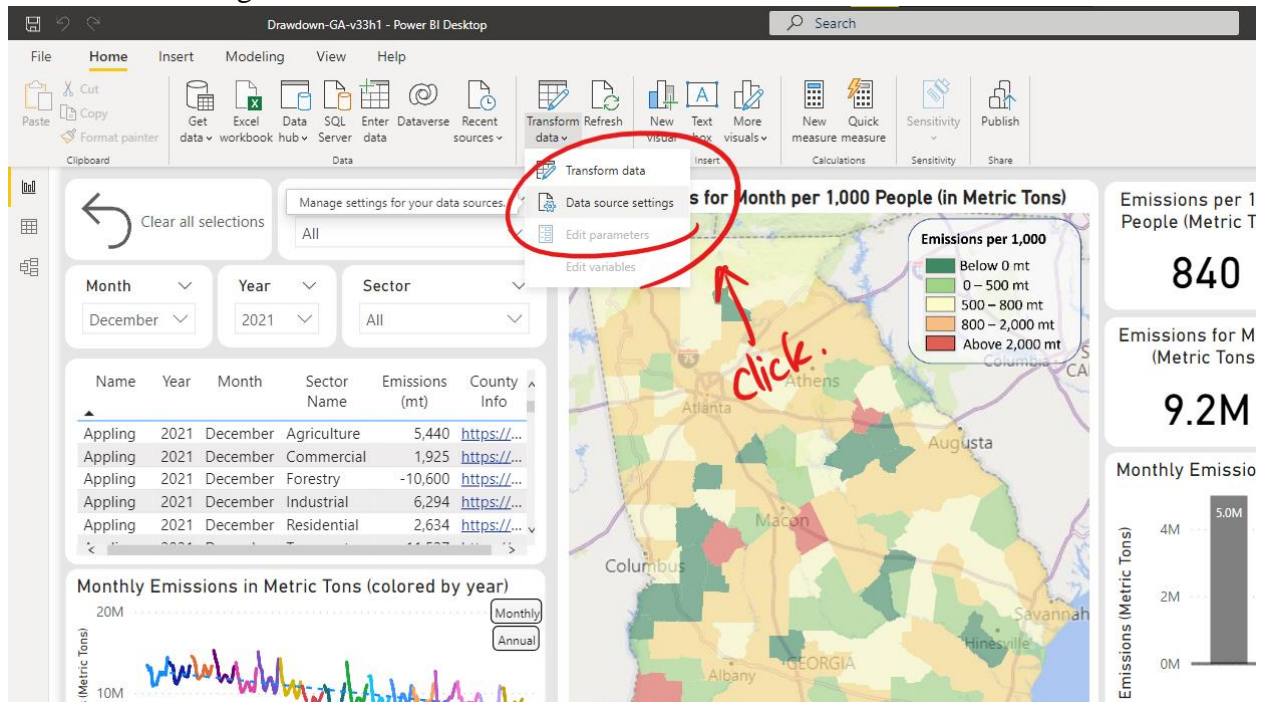 Drawdown-GA-v33h1 - Power BI Desktop
Search
File Home Insert Modeling View Help
Paste
Cut
Copy
Format painter
Clipboard
Get data
Excel workbook
Data hub
SQL Server
Enter data
Dataverse
Recent sources
Data
Transform data
Refresh
New visual
Text box
More visuals
Insert
New measure
Quick measure
Calculations
Sensitivity
Sensitivity
Publish
Share
Transform data
Data source settings
Edit parameters
Edit variables
Manage settings for your data sources.
Clear all selections
All
Month
December
Year
2021
Sector
All
Name Year Month Sector Name Emissions (mt) County Info
Appling 2021 December Agriculture 5,440 https://...
Appling 2021 December Commercial 1,925 https://...
Appling 2021 December Forestry -10,600 https://...
Appling 2021 December Industrial 6,294 https://...
Appling 2021 December Residential 2,634 https://...
Monthly Emissions in Metric Tons (colored by year)
Monthly
Annual
20M
10M
(Metric Tons)
s for Month per 1,000 People (in Metric Tons)
Emissions per 1,000
Below 0 mt
0 – 500 mt
500 – 800 mt
800 – 2,000 mt
Above 2,000 mt
click.
75
Columbia
S
CA
Athens
Atlanta
Augusta
Macon
Columbus
Savannah
Hinesville
GEORGIA
Albany
Emissions per 1
People (Metric T
840
Emissions for M
(Metric Tons
9.2M
Monthly Emissio
5.0M
4M
2M
0M
Emissions (Metric Tons)